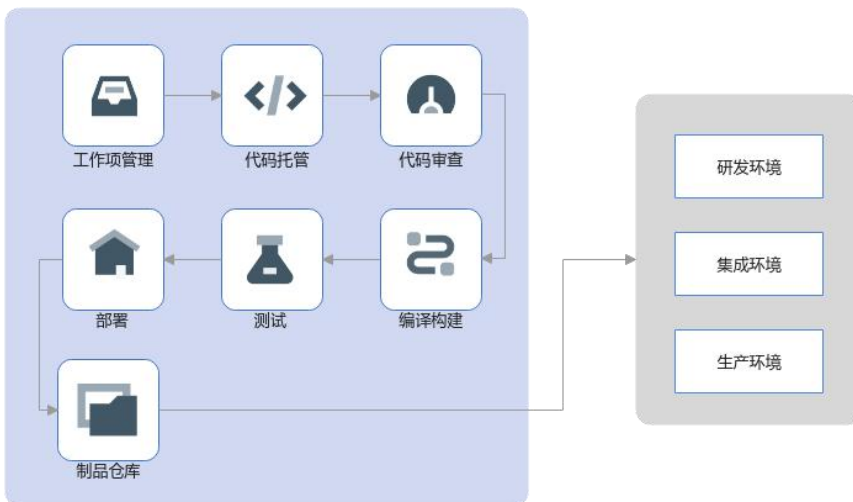 工作项管理
代码托管
代码审查
部署
测试
编译构建
制品仓库
研发环境
集成环境
生产环境